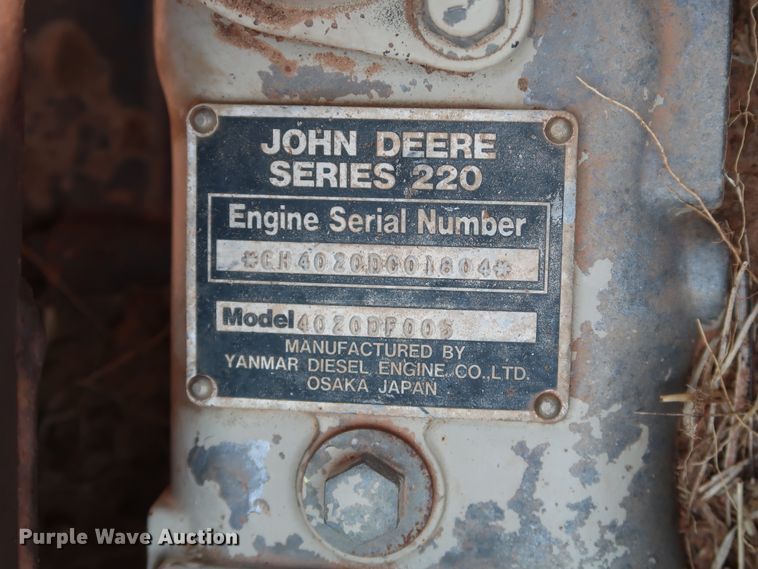 JOHN DEERE
SERIES 220
Engine Serial Number
*CH4020D001804*
Model 4020DF005
MANUFACTURED BY
YANMAR DIESEL ENGINE CO.,LTD.
OSAKA JAPAN
Purple Wave Auction